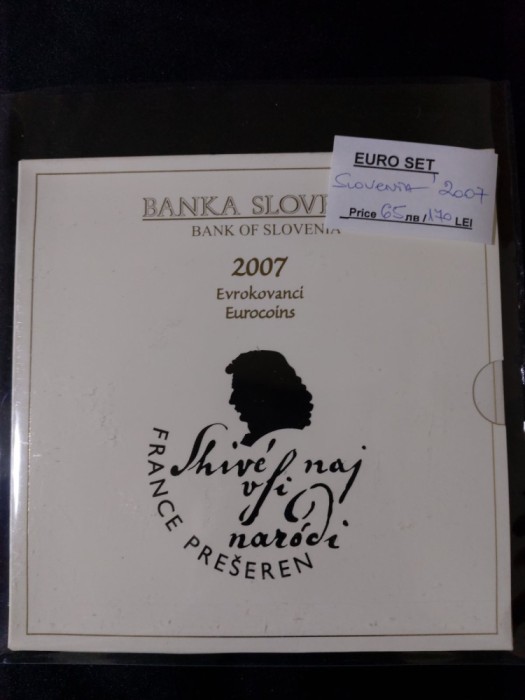 EURO SET
Slovenia 2007
Price 65 лв / 170 LEI
BANKA SLOVE
BANK OF SLOVENIA
2007
Evrokovanci
Eurocoins
Shivé naj
vſi
naródi
FRANCE PREŠEREN